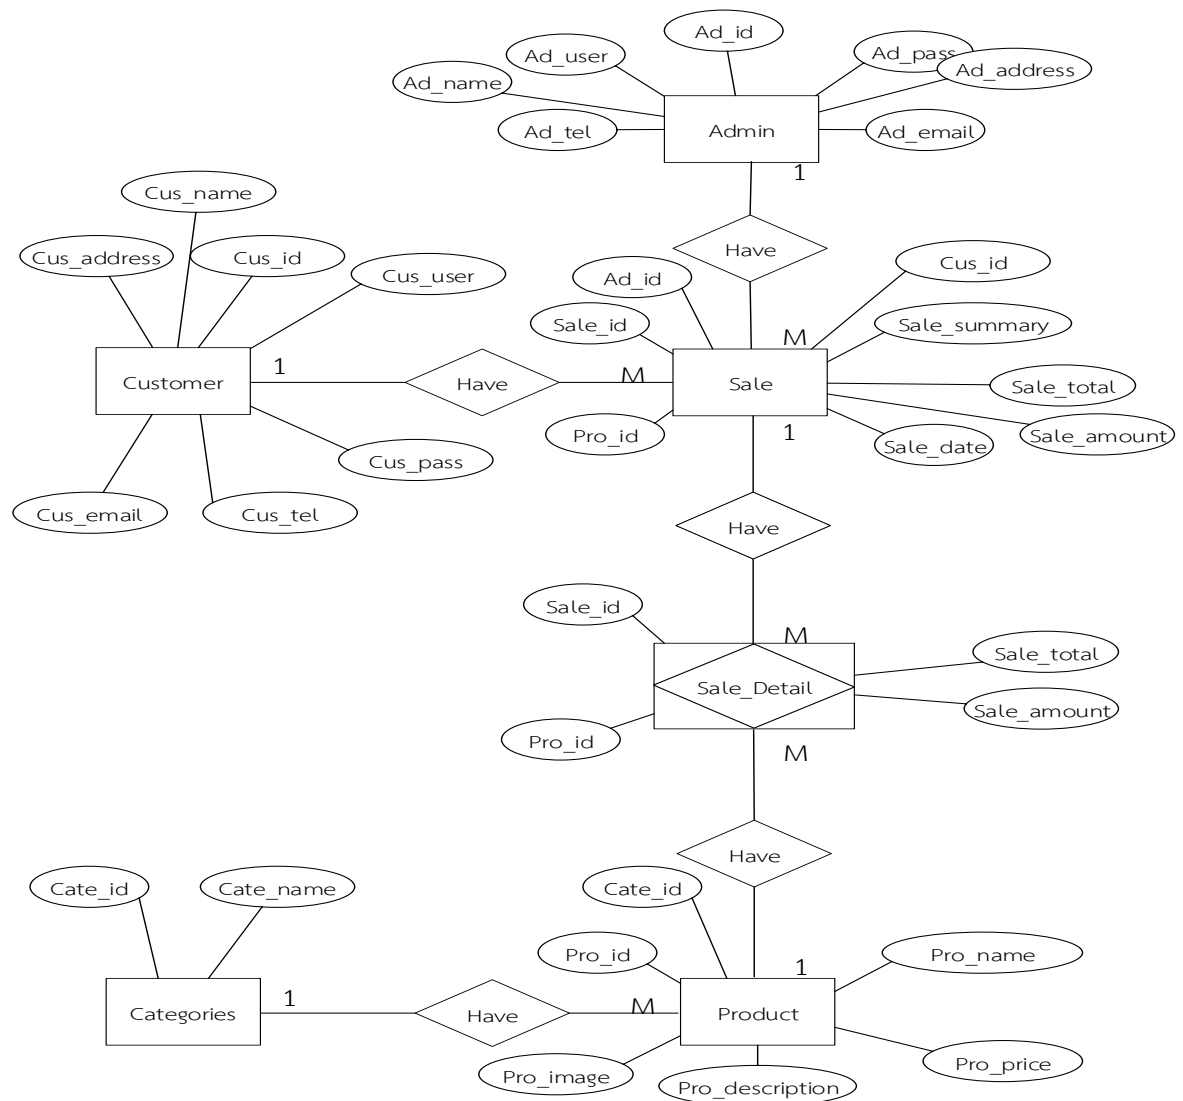 Ad_id
Ad_user
Ad_pass
Ad_address
Ad_name
Ad_tel
Admin
Ad_email
1
Cus_name
Have
Cus_address
Cus_id
Cus_user
Ad_id
Cus_id
Sale_id
Sale_summary
M
1
M
Customer
Have
Sale
Sale_total
1
Pro_id
Sale_date
Sale_amount
Cus_pass
Cus_email
Cus_tel
Have
Sale_id
M
Sale_total
Sale_Detail
Sale_amount
Pro_id
M
Have
Cate_id
Cate_name
Cate_id
Pro_id
Pro_name
1
1
M
Categories
Have
Product
Pro_image
Pro_description
Pro_price